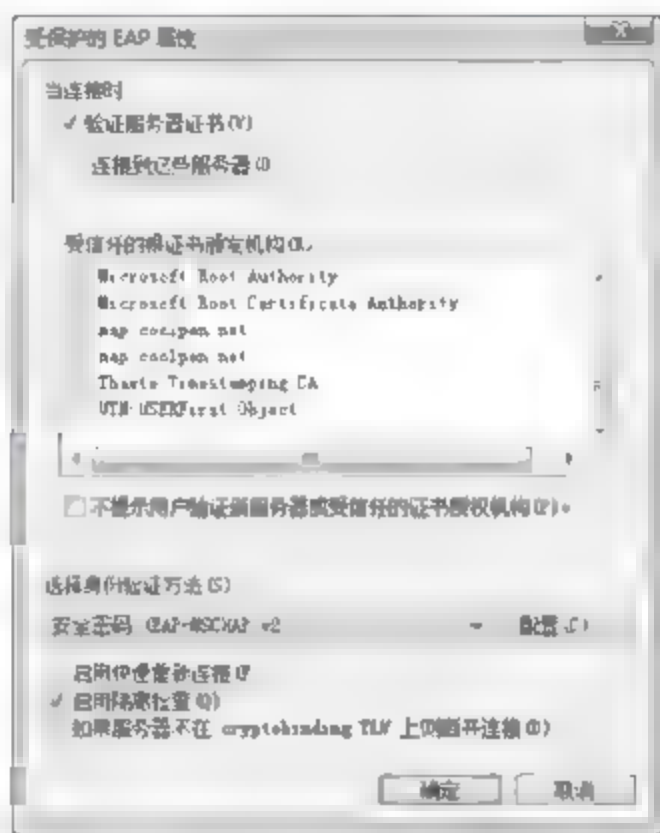 受保护的 EAP 属性
当连接时
验证服务器证书(V)
连接到这些服务器
受信任的根证书颁发机构(R)
Microsoft Root Authority
Microsoft Root Certificate Authority
nap coolpen net
nap coolpen net
Thawte Timestamping CA
UTN-USERFirst-Object
不提示用户验证新服务器或受信任的证书授权机构(P)。
选择身份验证方法(S)
安全密码 (EAP-MSCHAP v2 配置(C)
启用快速重新连接(F
启用隔离检查(Q)
如果服务器不在 cryptobinding TLV 上则断开连接(D)
确定 取消